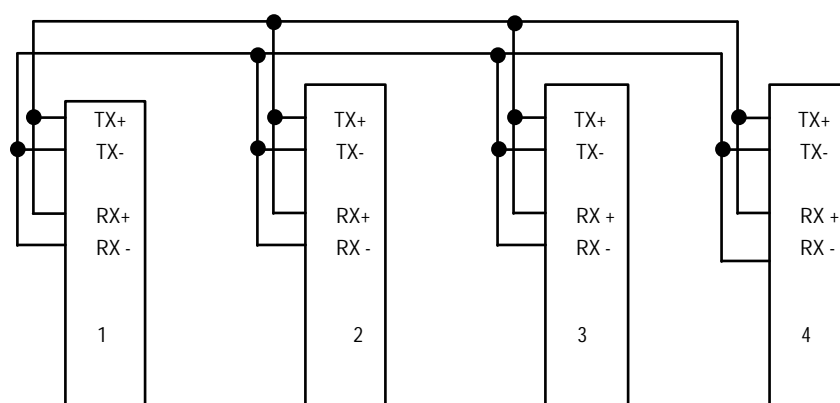 TX+
TX-
RX+
RX -
1
TX+
TX-
RX+
RX -
2
TX+
TX-
RX +
RX -
3
TX+
TX-
RX +
RX -
4